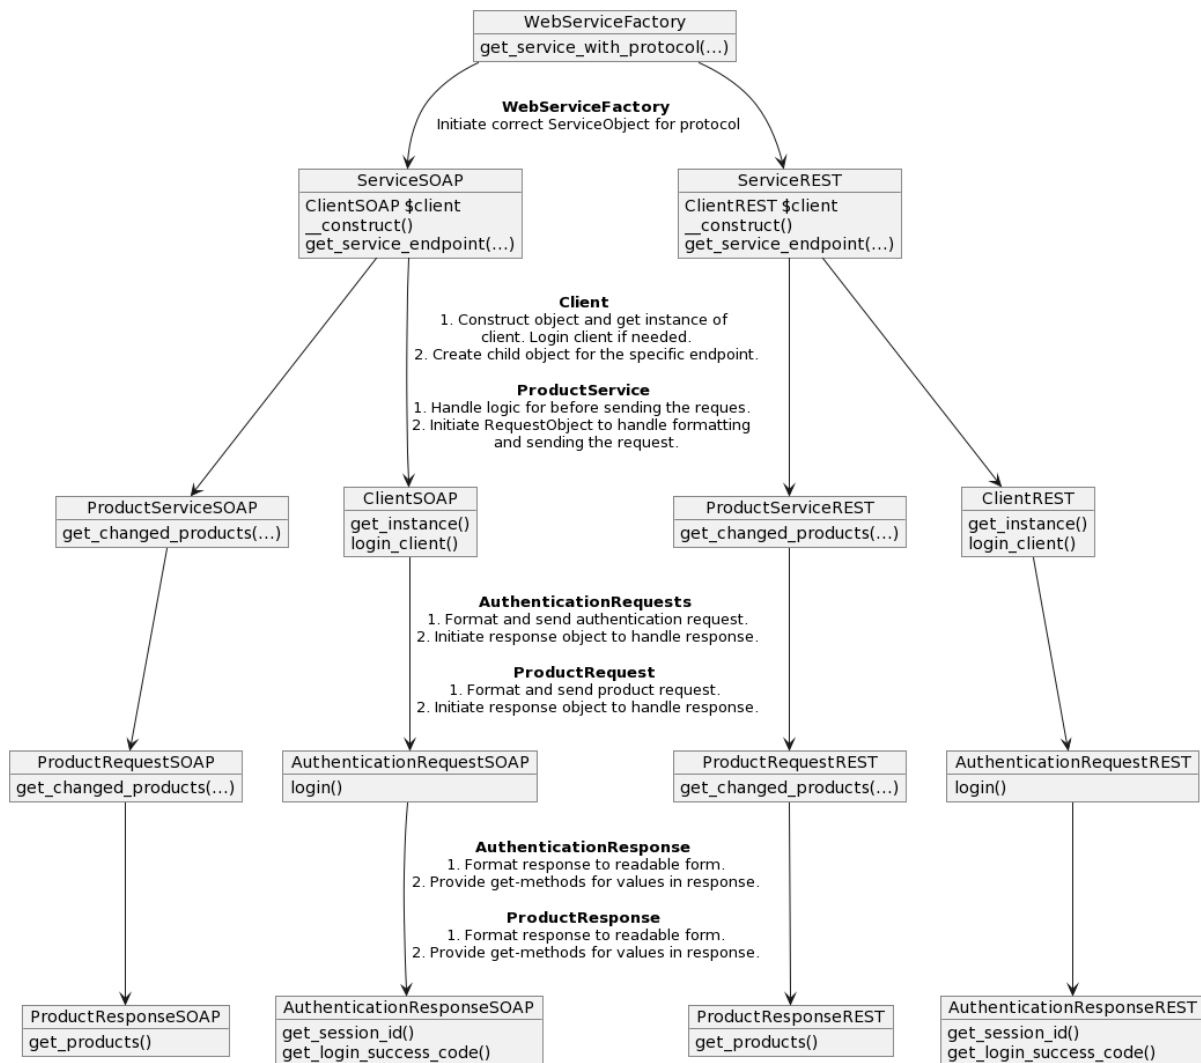 WebServiceFactory
get_service_with_protocol(...)
WebServiceFactory
Initiate correct ServiceObject for protocol
ServiceSOAP
ClientSOAP $client
__construct()
get_service_endpoint(...)
ServiceREST
ClientREST $client
__construct()
get_service_endpoint(...)
Client
1. Construct object and get instance of
client. Login client if needed.
2. Create child object for the specific endpoint.
ProductService
1. Handle logic for before sending the reques.
2. Initiate RequestObject to handle formatting
and sending the request.
ProductServiceSOAP
get_changed_products(...)
ClientSOAP
get_instance()
login_client()
ProductServiceREST
get_changed_products(...)
ClientREST
get_instance()
login_client()
AuthenticationRequests
1. Format and send authentication request.
2. Initiate response object to handle response.
ProductRequest
1. Format and send product request.
2. Initiate response object to handle response.
ProductRequestSOAP
get_changed_products(...)
AuthenticationRequestSOAP
login()
ProductRequestREST
get_changed_products(...)
AuthenticationRequestREST
login()
AuthenticationResponse
1. Format response to readable form.
2. Provide get-methods for values in response.
ProductResponse
1. Format response to readable form.
2. Provide get-methods for values in response.
ProductResponseSOAP
get_products()
AuthenticationResponseSOAP
get_session_id()
get_login_success_code()
ProductResponseREST
get_products()
AuthenticationResponseREST
get_session_id()
get_login_success_code()